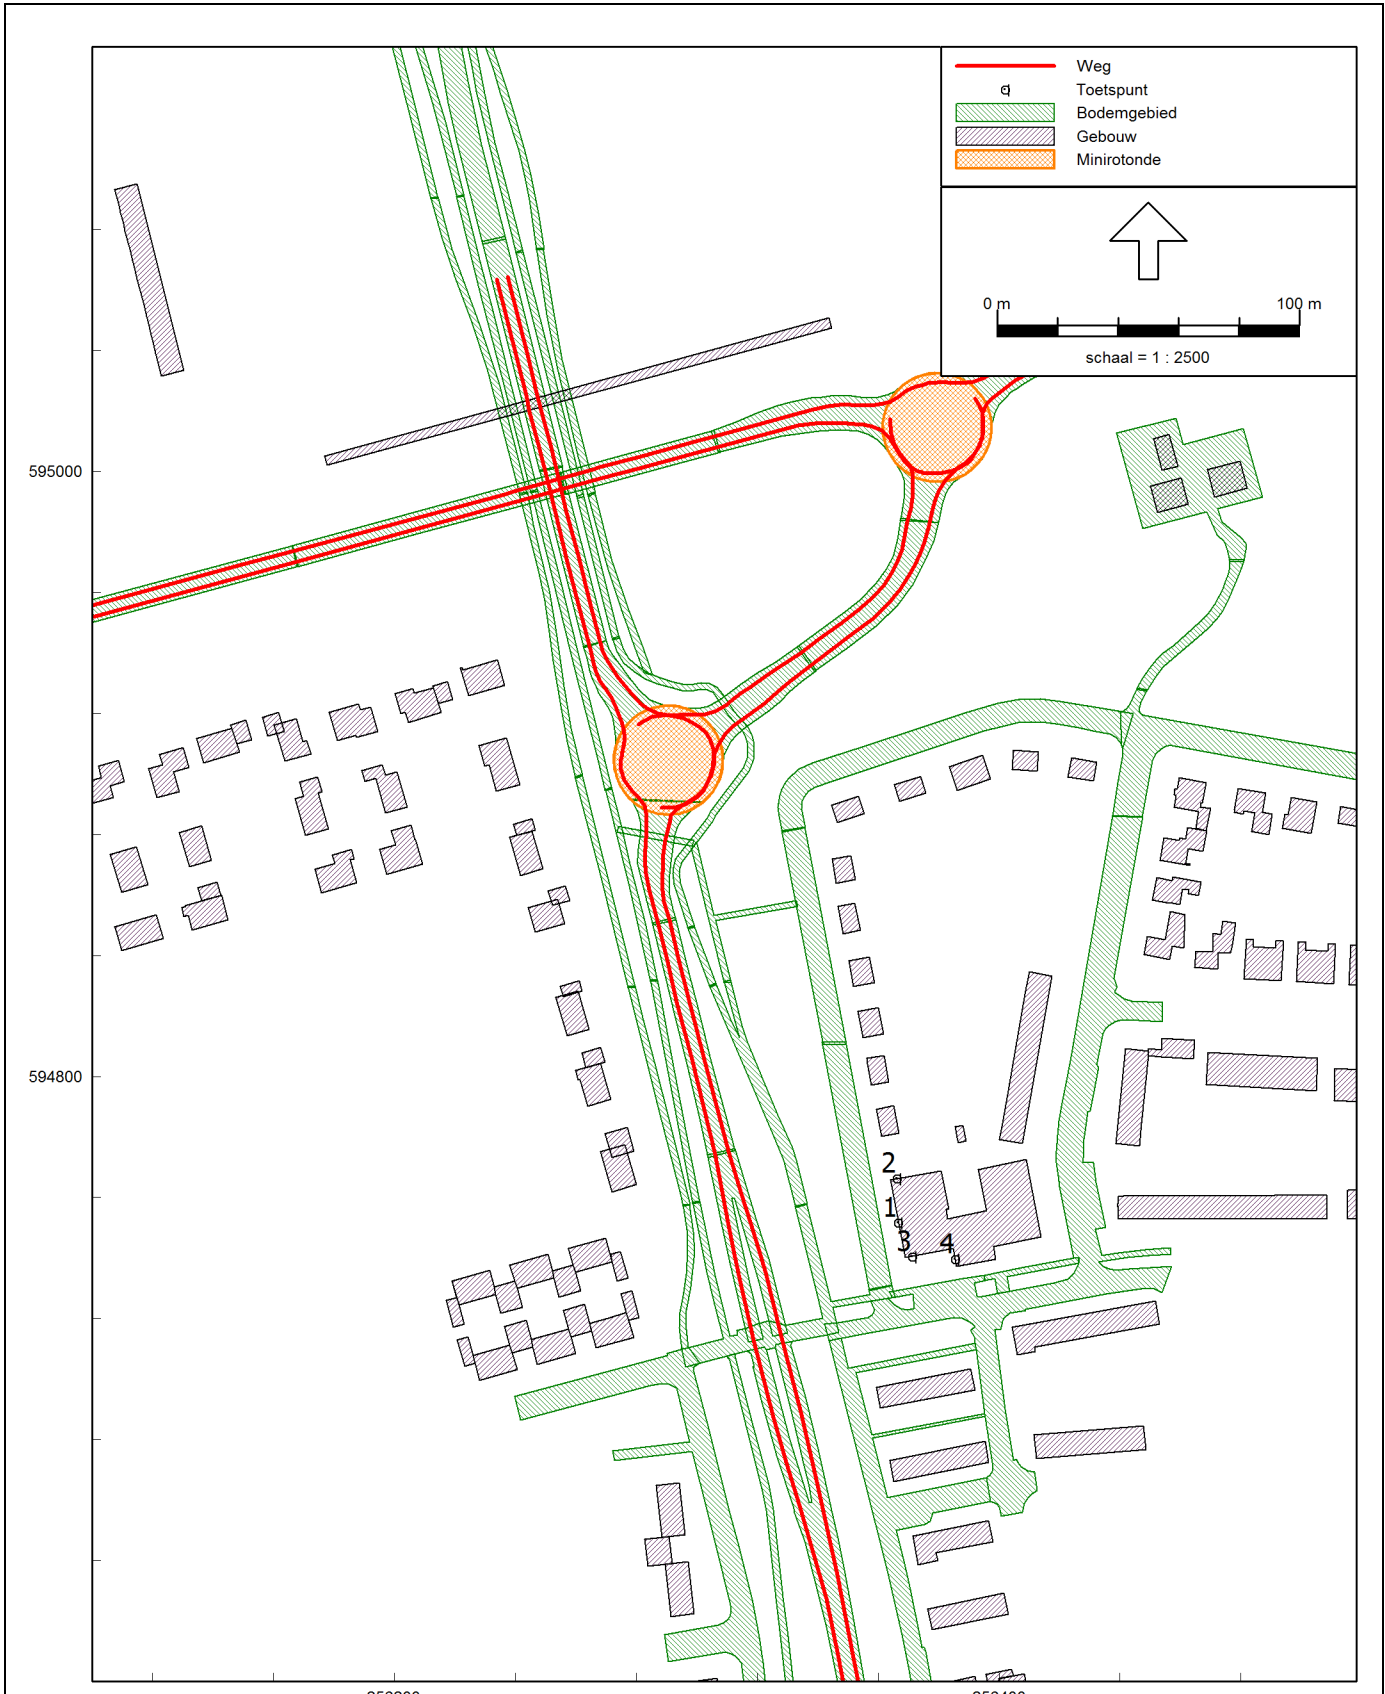 Weg
Toetspunt
Bodemgebied
Gebouw
Minirotonde
0 m 100 m
schaal = 1 : 2500
595000
594800
2
1
3
4